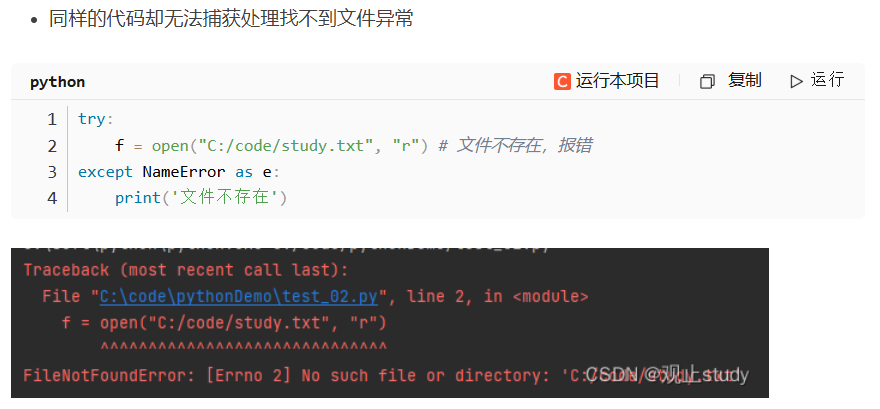 同样的代码却无法捕获处理找不到文件异常
python
运行本项目
复制
运行
1 try:
2 f = open("C:/code/study.txt", "r") # 文件不存在，报错
3 except NameError as e:
4 print('文件不存在')
Traceback (most recent call last):
File "C:\code\pythonDemo\test_02.py", line 2, in <module>
f = open("C:/code/study.txt", "r")
^^^^^^^^^^^^^^^^^^^^^^^^^^^^^^
FileNotFoundError: [Errno 2] No such file or directory: 'C:
CSDN @观止study